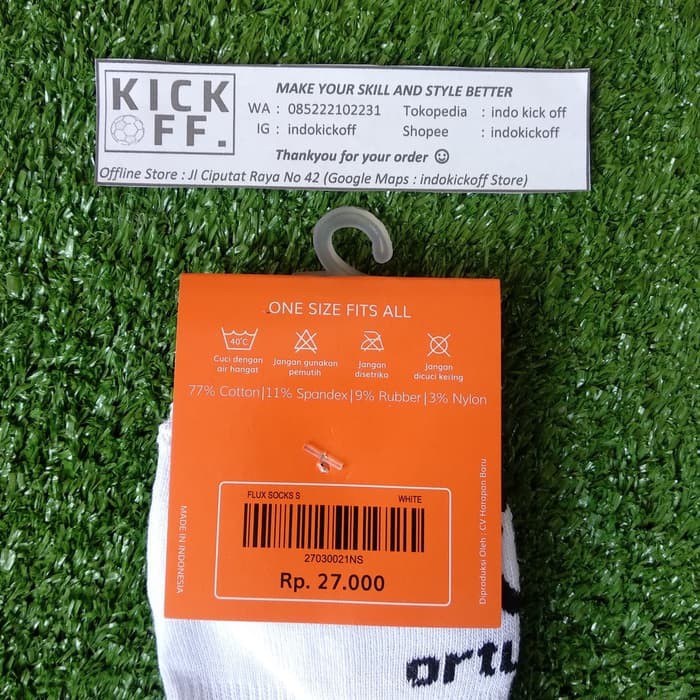 KICK
OFF.
MAKE YOUR SKILL AND STYLE BETTER
WA : 085222102231 Tokopedia : indo kick off
IG : indokickoff Shopee : indokickoff
Thankyou for your order ☺
Offline Store : Jl Ciputat Raya No 42 (Google Maps : indokickoff Store)
ONE SIZE FITS ALL
40°C
Cuci dengan
air hangat
Jangan gunakan
pemutih
Jangan
disetrika
Jangan
dicuci kering
77% Cotton|11% Spandex|9% Rubber|3% Nylon
FLUX SOCKS S WHITE
27030021NS
Rp. 27.000
MADE IN INDONESIA
Diproduksi Oleh : CV Harapan Baru
ortu